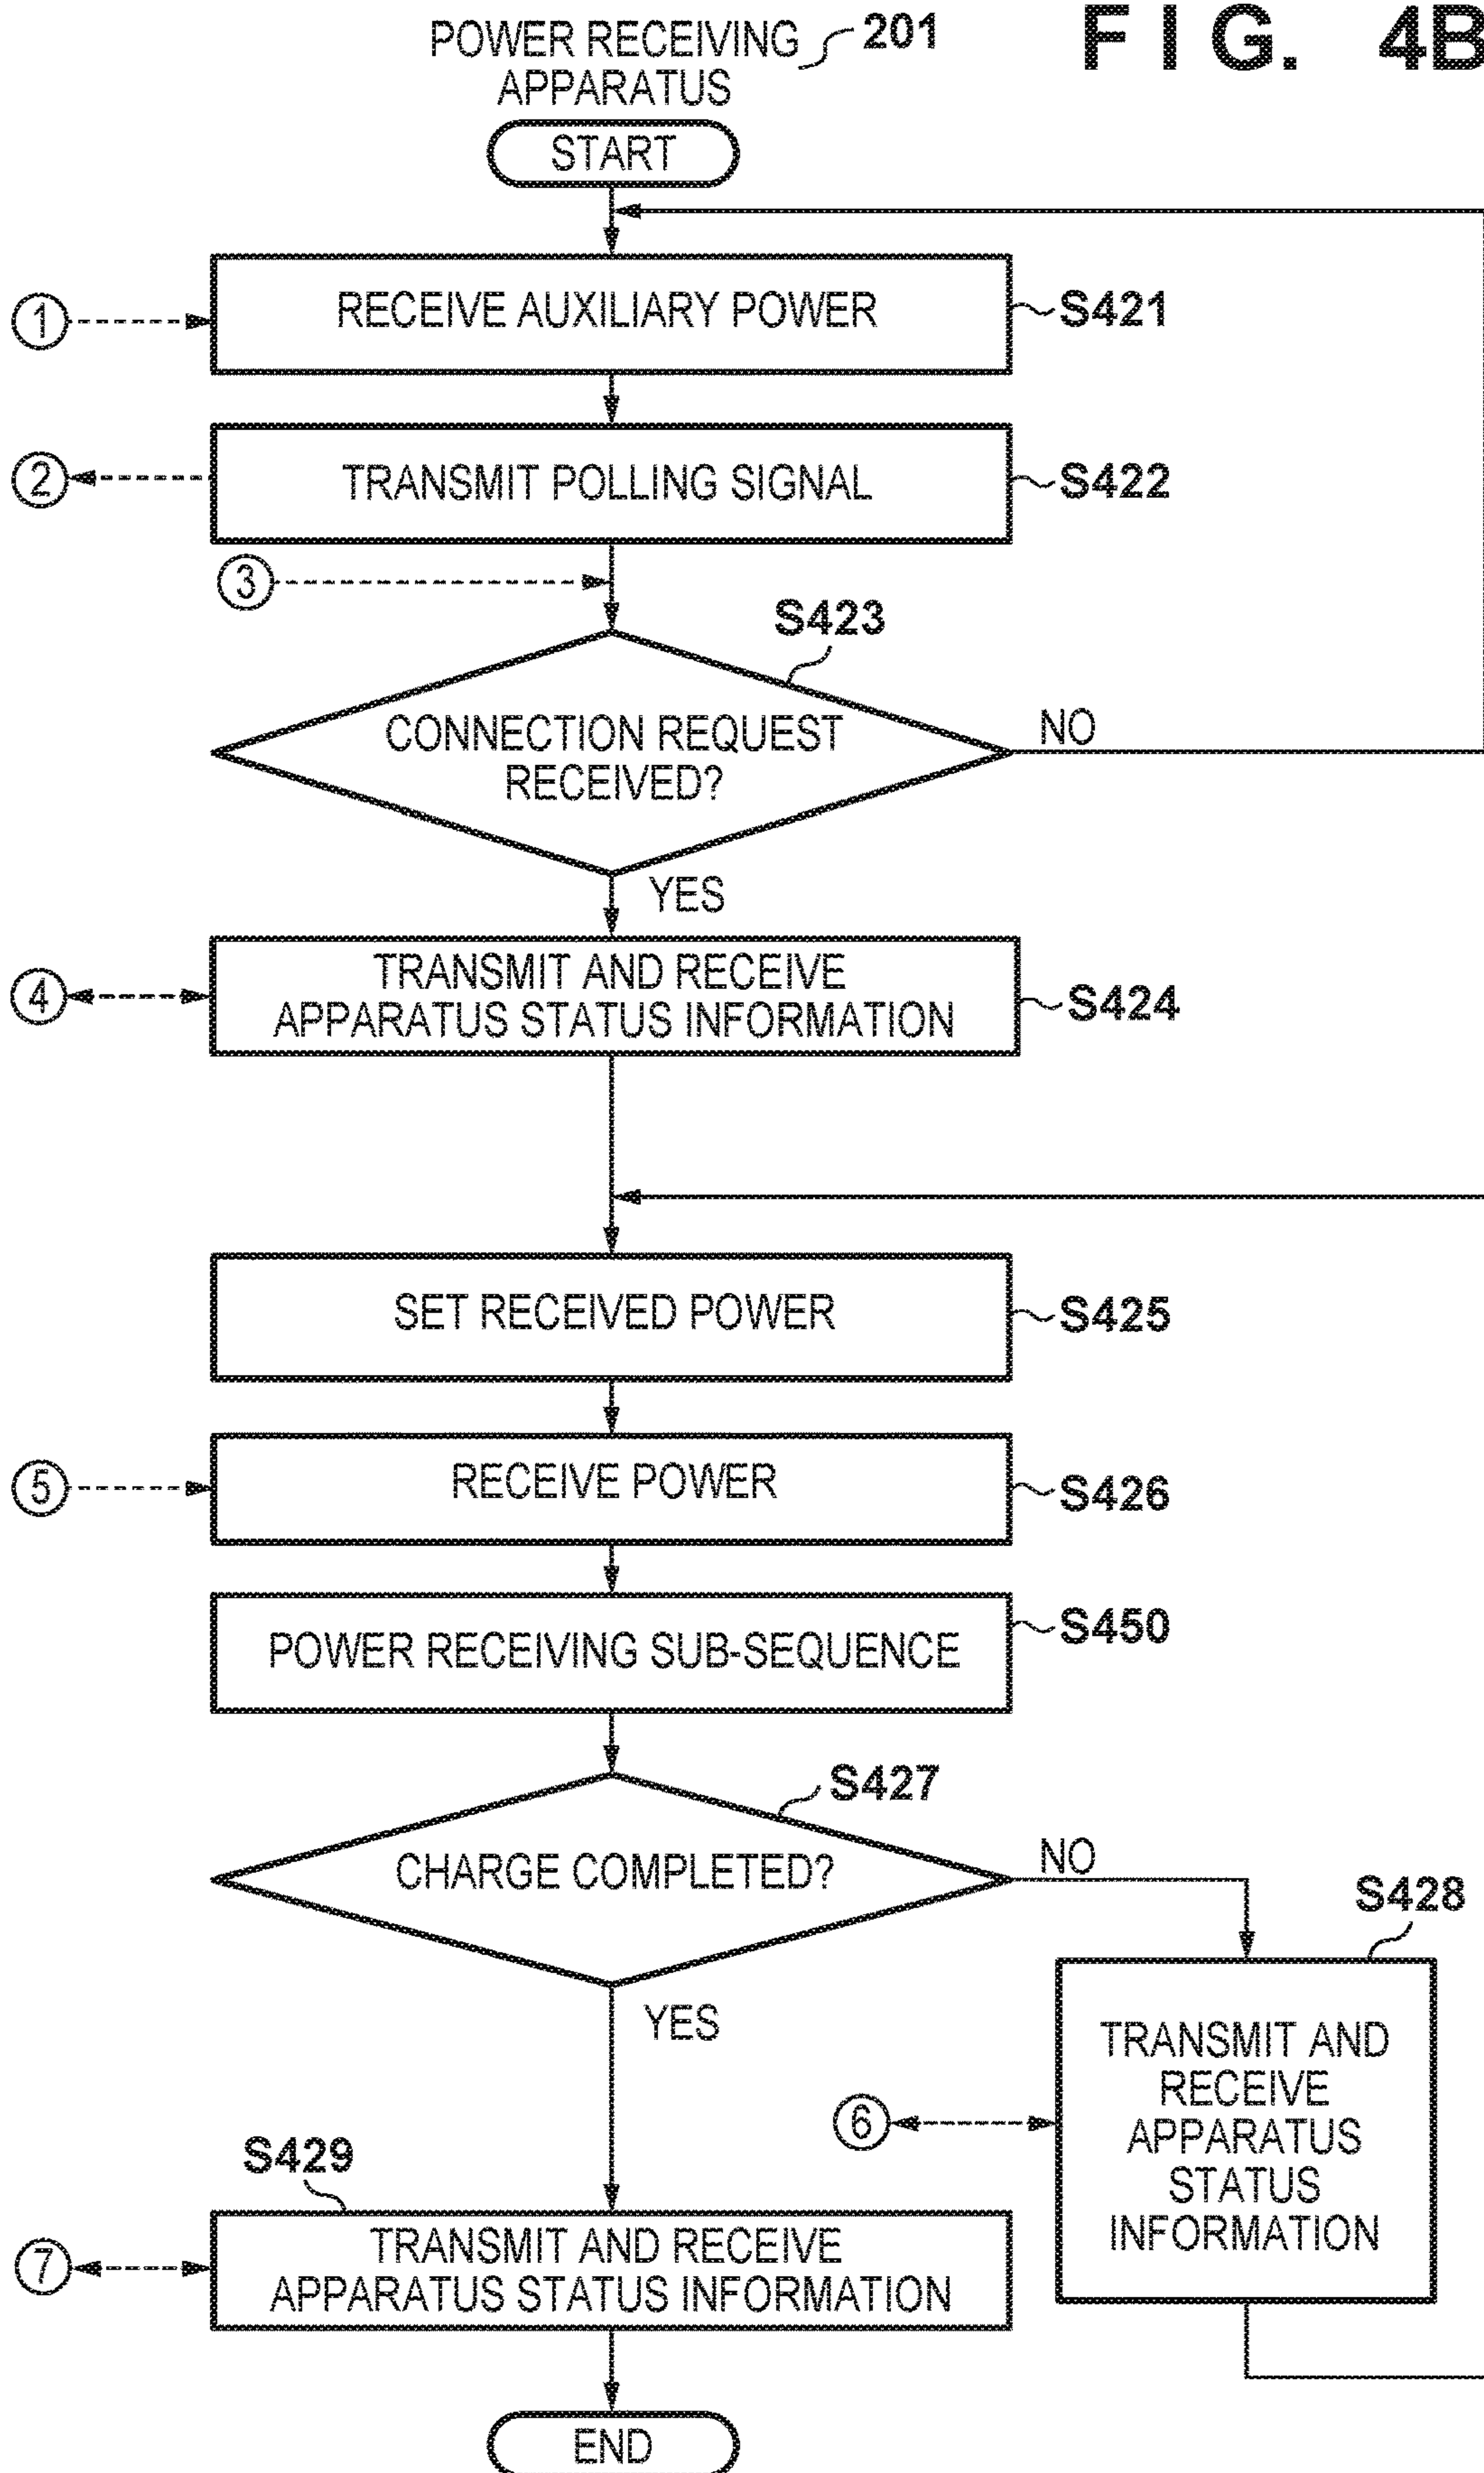 FIG. 4B
POWER RECEIVING
APPARATUS
201
START
①
RECEIVE AUXILIARY POWER
S421
②
TRANSMIT POLLING SIGNAL
S422
③
S423
CONNECTION REQUEST
RECEIVED?
NO
YES
④
TRANSMIT AND RECEIVE
APPARATUS STATUS INFORMATION
S424
SET RECEIVED POWER
S425
⑤
RECEIVE POWER
S426
POWER RECEIVING SUB-SEQUENCE
S450
S427
CHARGE COMPLETED?
NO
S428
YES
TRANSMIT AND
RECEIVE
APPARATUS
STATUS
INFORMATION
⑥
S429
⑦
TRANSMIT AND RECEIVE
APPARATUS STATUS INFORMATION
END